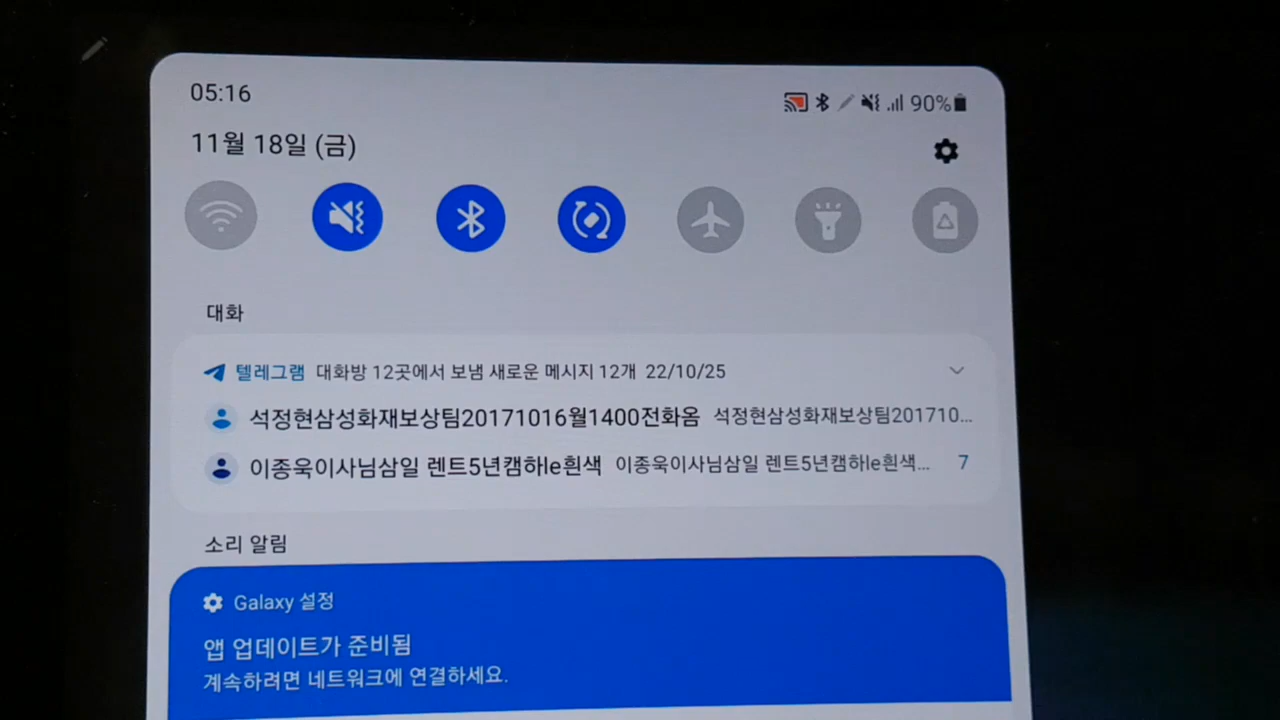 05:16
90%
11월 18일 (금)
대화
텔레그램 대화방 12곳에서 보냄 새로운 메시지 12개 22/10/25
석정현삼성화재보상팀20171016월1400전화옴 석정현삼성화재보상팀201710...
이종욱이사님삼일 렌트5년캠하le흰색 이종욱이사님삼일 렌트5년캠하le흰색... 7
소리 알림
Galaxy 설정
앱 업데이트가 준비됨
계속하려면 네트워크에 연결하세요.